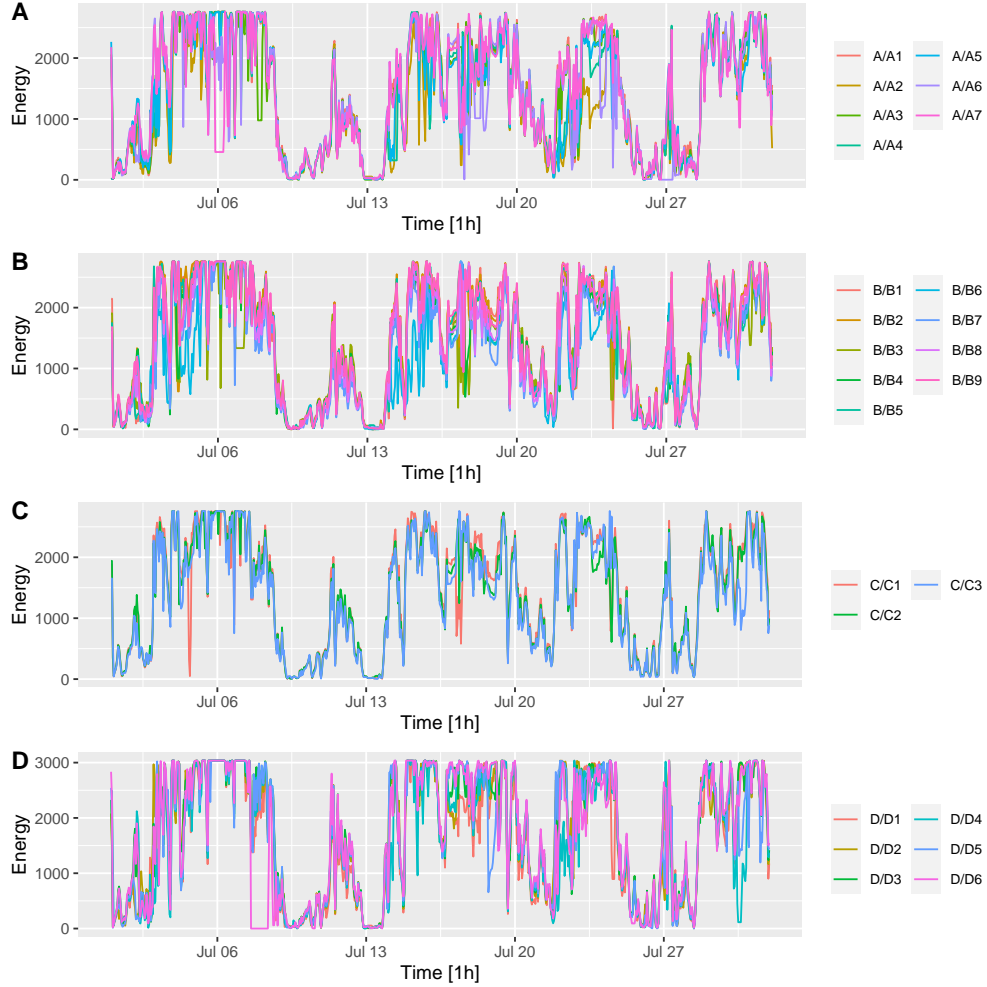 A
Energy
2000
1000
0
Jul 06 Jul 13 Jul 20 Jul 27
Time [1h]
A/A1 A/A5
A/A2 A/A6
A/A3 A/A7
A/A4
B
Energy
2000
1000
0
Jul 06 Jul 13 Jul 20 Jul 27
Time [1h]
B/B1 B/B6
B/B2 B/B7
B/B3 B/B8
B/B4 B/B9
B/B5
C
Energy
2000
1000
0
Jul 06 Jul 13 Jul 20 Jul 27
Time [1h]
C/C1 C/C3
C/C2
D
Energy
3000
2000
1000
0
Jul 06 Jul 13 Jul 20 Jul 27
Time [1h]
D/D1 D/D4
D/D2 D/D5
D/D3 D/D6